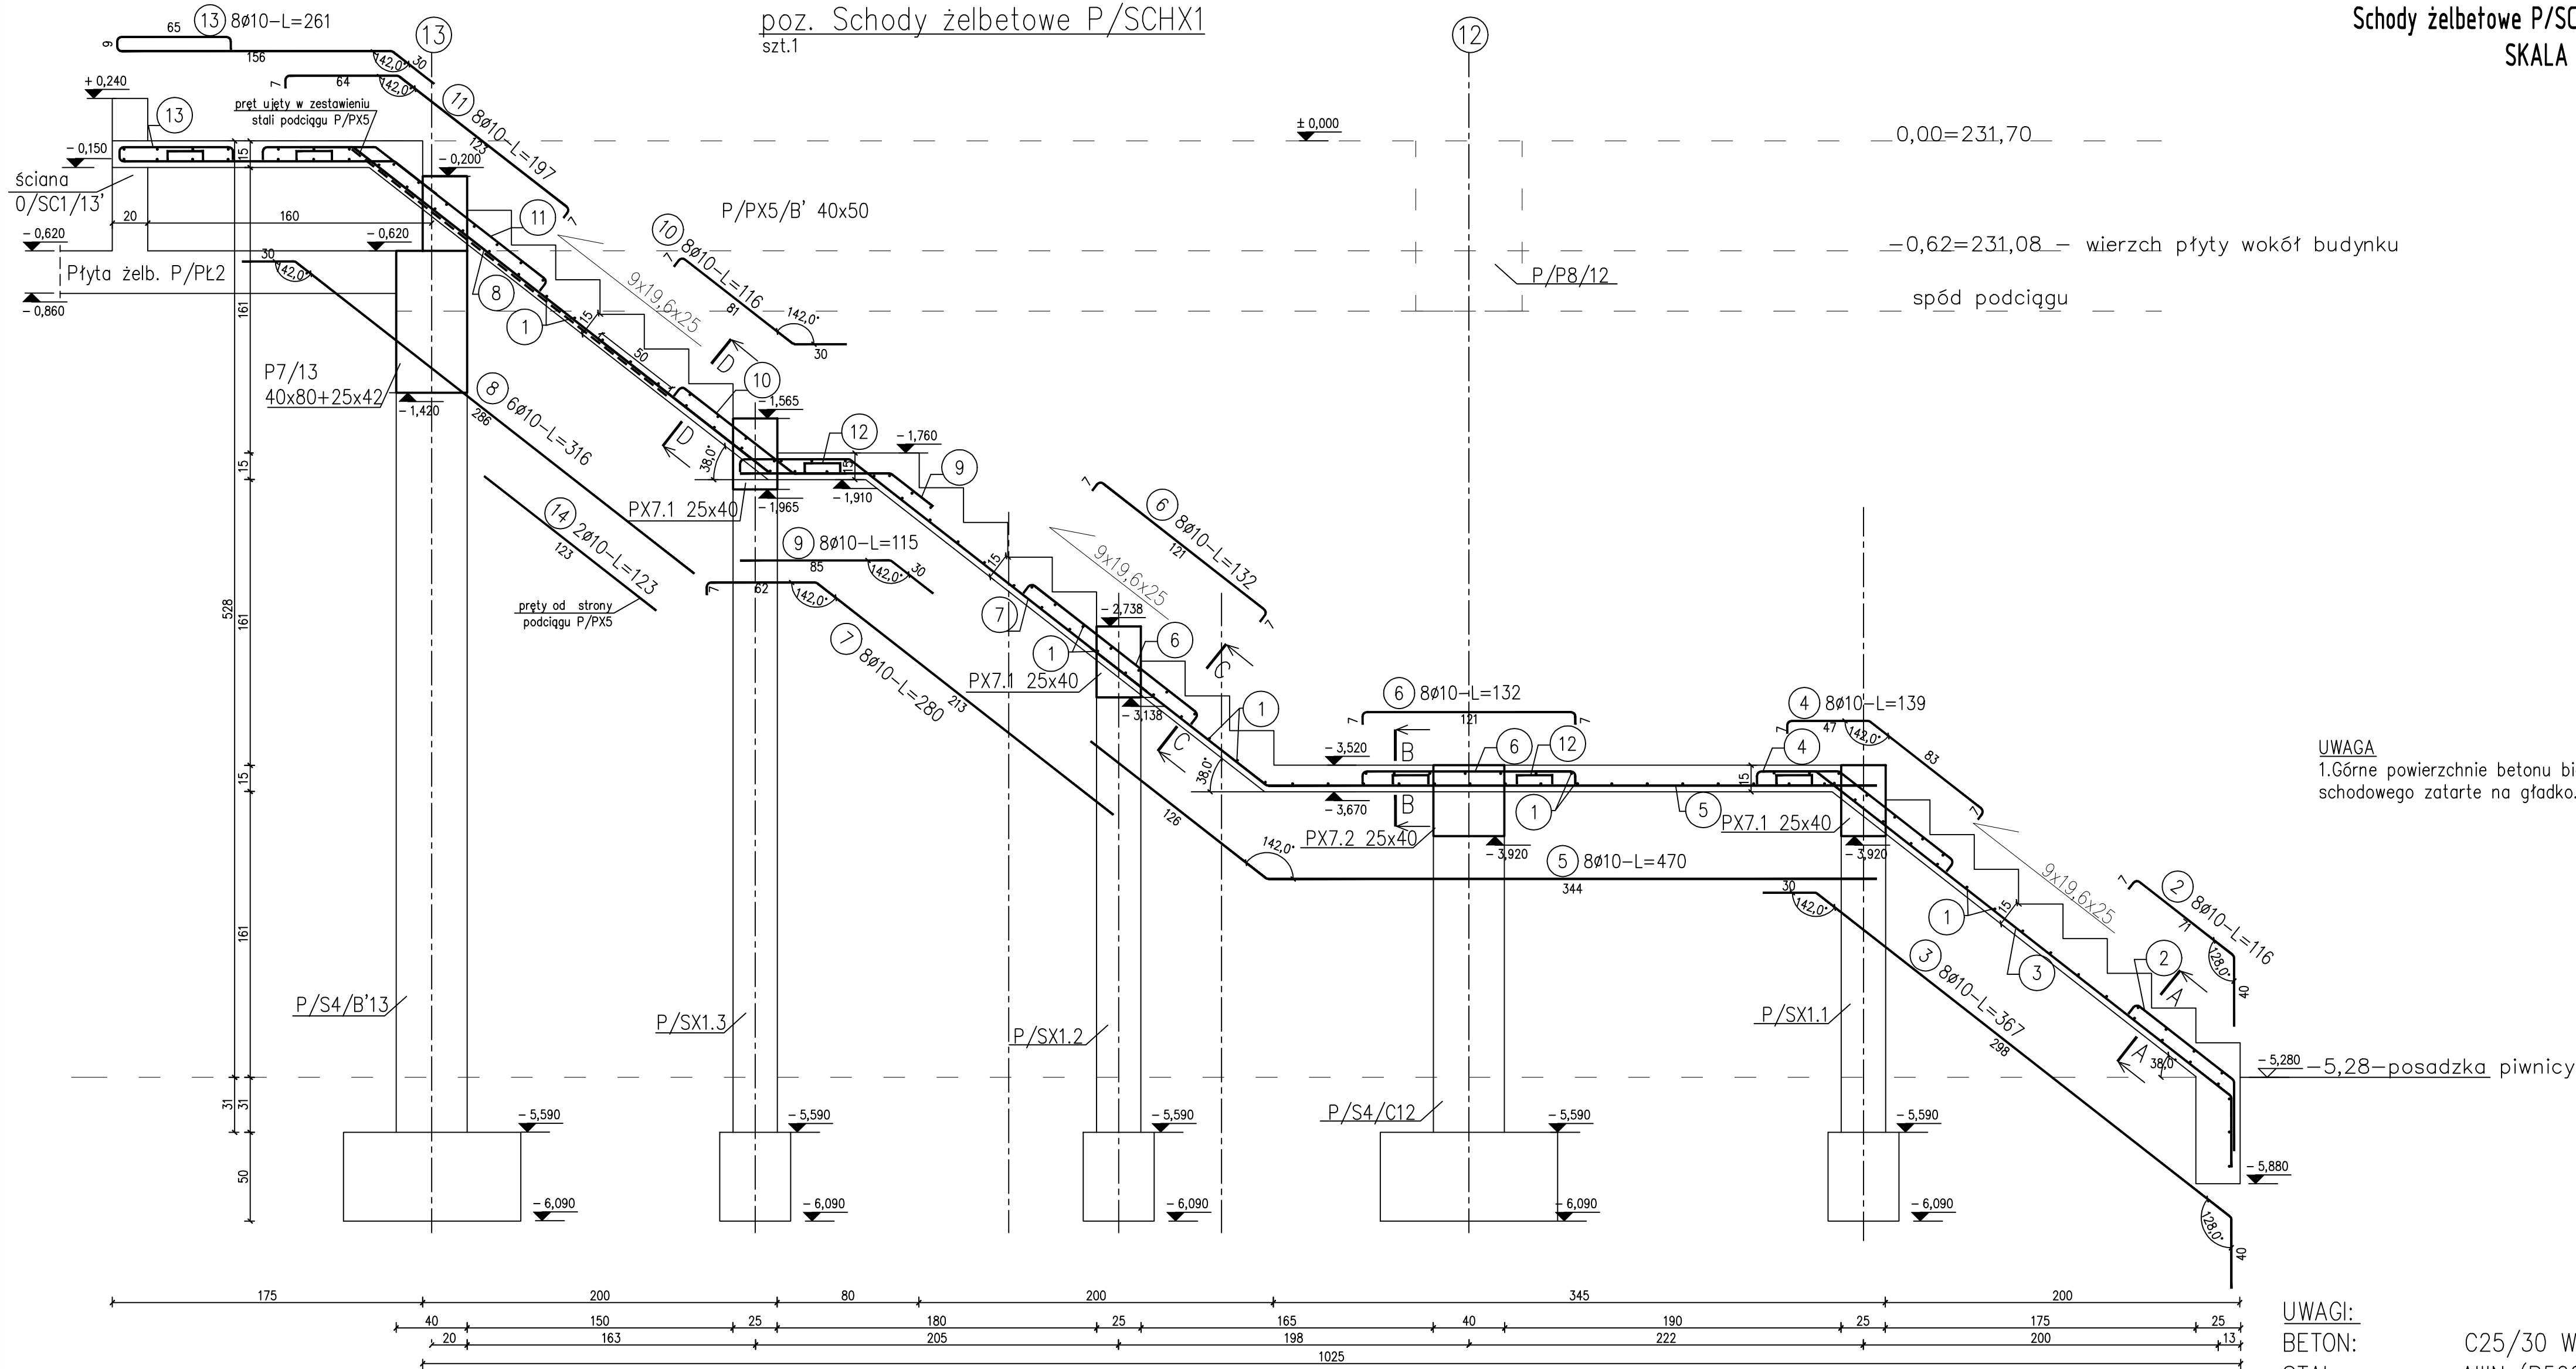 poz. Schody żelbetowe P/SCHX1
szt.1
Schody żelbetowe P/SC
SKALA
13
12
13 8ø10-L=261
65
9
156
142,0°
30
7
64
142,0°
11 8ø10-L=197
123
7
+ 0,240
pręt ujęty w zestawieniu
stali podciągu P/PX5
13
- 0,150
ściana
0/SC1/13'
20
160
15
- 0,200
- 0,620
- 0,620
Płyta żelb. P/PŁ2
- 0,860
30
142,0°
11
8
1
± 0,000
0,00=231,70
P/PX5/B' 40x50
-0,62=231,08 - wierzch płyty wokół budynku
P/P8/12
spód podciągu
10 8ø10-L=116
7
81
142,0°
30
9x19,6x25
15
50
D
D
10
P7/13
40x80+25x42
- 1,420
8 6ø10-L=316
286
- 1,565
12
- 1,760
15
38,0°
9
- 1,910
- 1,965
PX7.1 25x40
14 2ø10-L=123
123
pręty od strony
podciągu P/PX5
9 8ø10-L=115
85
142,0°
30
7
62
142,0°
7 8ø10-L=280
213
15
9x19,6x25
7
6 8ø10-L=132
121
7
7
1
- 2,738
6
PX7.1 25x40
- 3,138
C
C
1
38,0°
126
142,0°
6 8ø10-L=132
7
121
7
B
B
- 3,520
- 3,670
6
12
15
1
5
PX7.2 25x40
- 3,920
5 8ø10-L=470
344
4 8ø10-L=139
7
47
142,0°
83
7
4
PX7.1 25x40
- 3,920
UWAGA
1.Górne powierzchnie betonu bi
schodowego zatarte na gładko.
9x19,6x25
15
1
3
30
142,0°
3 8ø10-L=367
298
7
2 8ø10-L=116
71
128,0°
40
2
A
A
38,0°
- 5,280
-5,28-posadzka piwnicy
- 5,880
128,0°
40
161
15
528
161
15
161
31
31
50
P/S4/B'13
P/SX1.3
P/SX1.2
P/S4/C12
P/SX1.1
- 5,590
- 5,590
- 5,590
- 5,590
- 5,590
- 6,090
- 6,090
- 6,090
- 6,090
- 6,090
175
200
80
200
345
200
40
150
25
180
25
165
40
190
25
175
25
20
163
205
198
222
200
13
1025
UWAGI:
BETON: C25/30 W